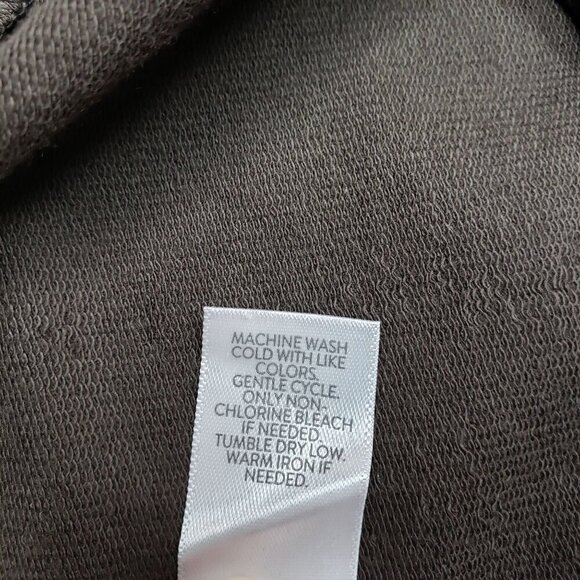 MACHINE WASH
COLD WITH LIKE
COLORS.
GENTLE CYCLE.
ONLY NON-
CHLORINE BLEACH
IF NEEDED.
TUMBLE DRY LOW.
WARM IRON IF
NEEDED.